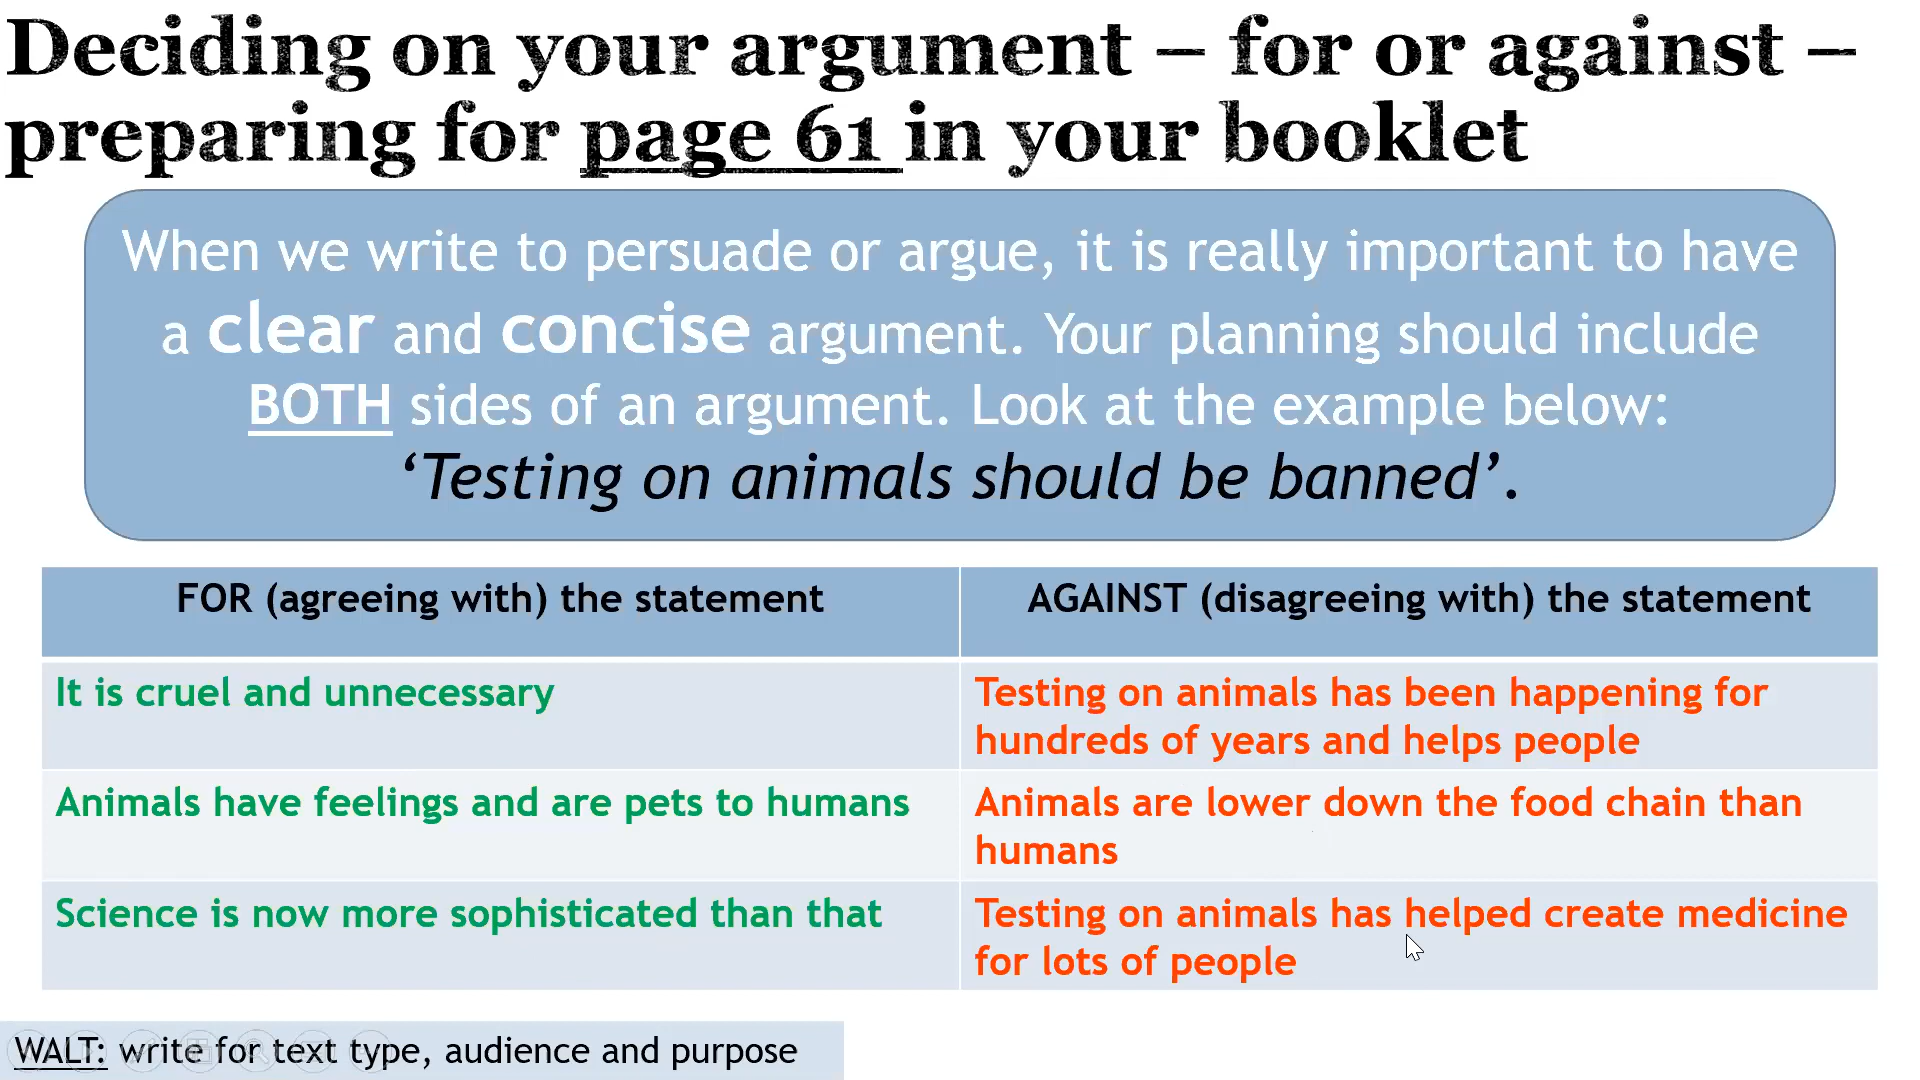 Deciding on your argument – for or against –
preparing for page 61 in your booklet
When we write to persuade or argue, it is really important to have
a clear and concise argument. Your planning should include
BOTH sides of an argument. Look at the example below:
‘Testing on animals should be banned’.
FOR (agreeing with) the statement
AGAINST (disagreeing with) the statement
It is cruel and unnecessary
Testing on animals has been happening for
hundreds of years and helps people
Animals have feelings and are pets to humans
Animals are lower down the food chain than
humans
Science is now more sophisticated than that
Testing on animals has helped create medicine
for lots of people
WALT: write for text type, audience and purpose